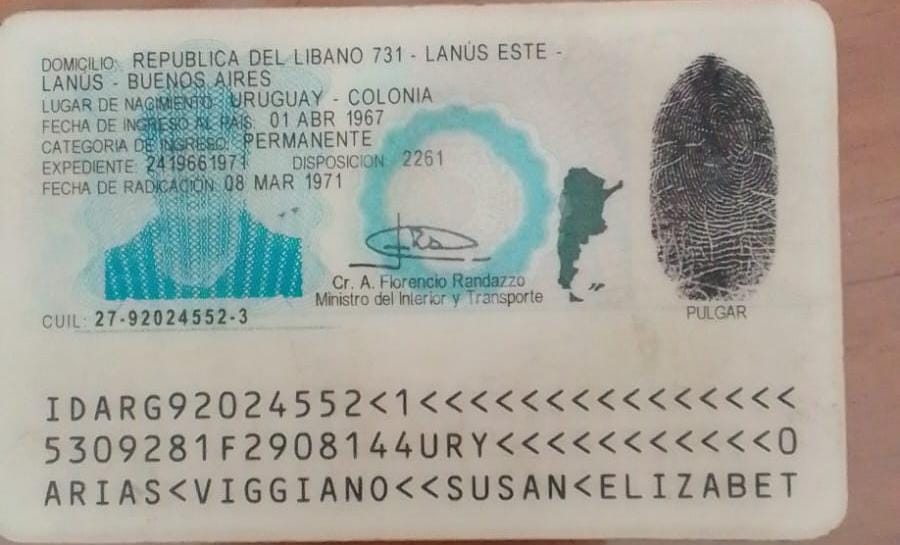 DOMICILIO: REPUBLICA DEL LIBANO 731 - LANÚS ESTE -
LANÚS - BUENOS AIRES
LUGAR DE NACIMIENTO: URUGUAY - COLONIA
FECHA DE INGRESO AL PAIS: 01 ABR 1967
CATEGORIA DE INGRESO: PERMANENTE
EXPEDIENTE: 2419661971 DISPOSICION: 2261
FECHA DE RADICACIÓN: 08 MAR 1971
Cr. A. Florencio Randazzo
Ministro del Interior y Transporte
CUIL: 27-92024552-3
PULGAR
IDARG92024552<1<<<<<<<<<<<<<<<
5309281F2908144URY<<<<<<<<<<<0
ARIAS<VIGGIANO<<SUSAN<ELIZABET